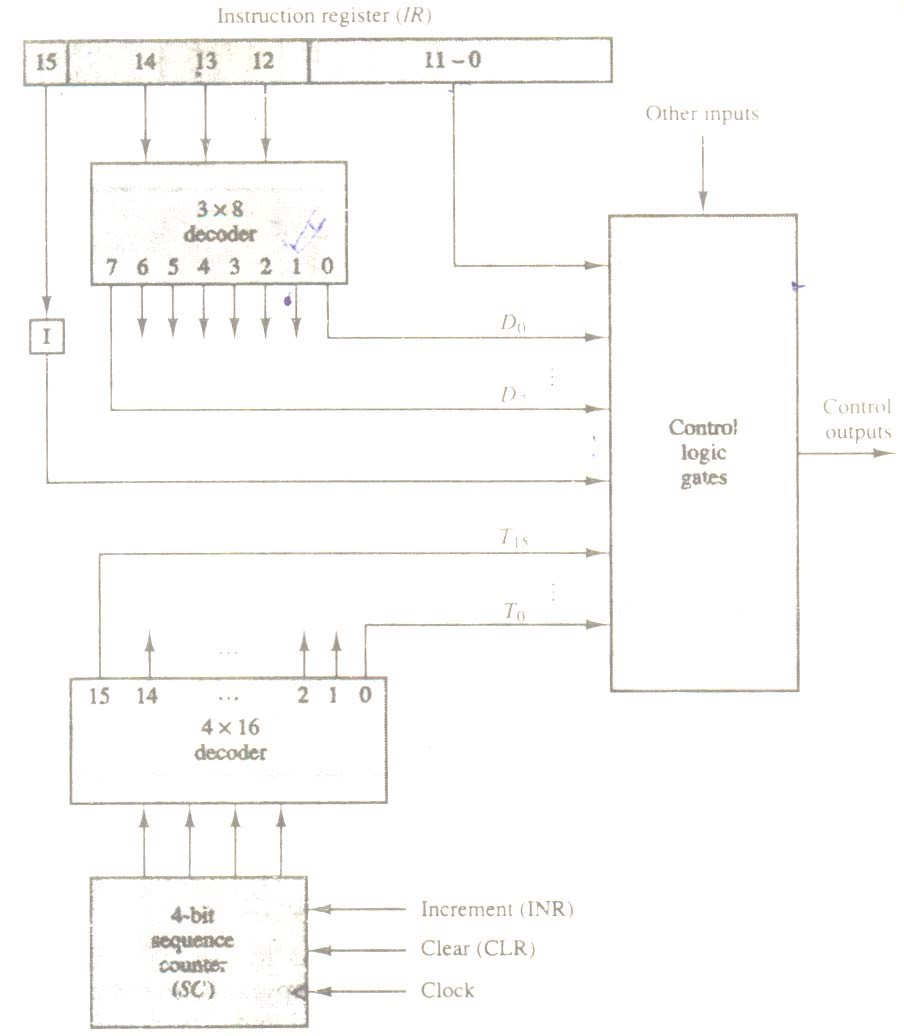 Instruction register (IR)
15 14 13 12 11 – 0
Other inputs
3 × 8
decoder
7 6 5 4 3 2 1 0
I
D0
⋮
Control
outputs
Control
logic
gates
T15
⋮
T0
...
15 14 ... 2 1 0
4 × 16
decoder
4-bit
sequence
counter
(SC)
Increment (INR)
Clear (CLR)
Clock